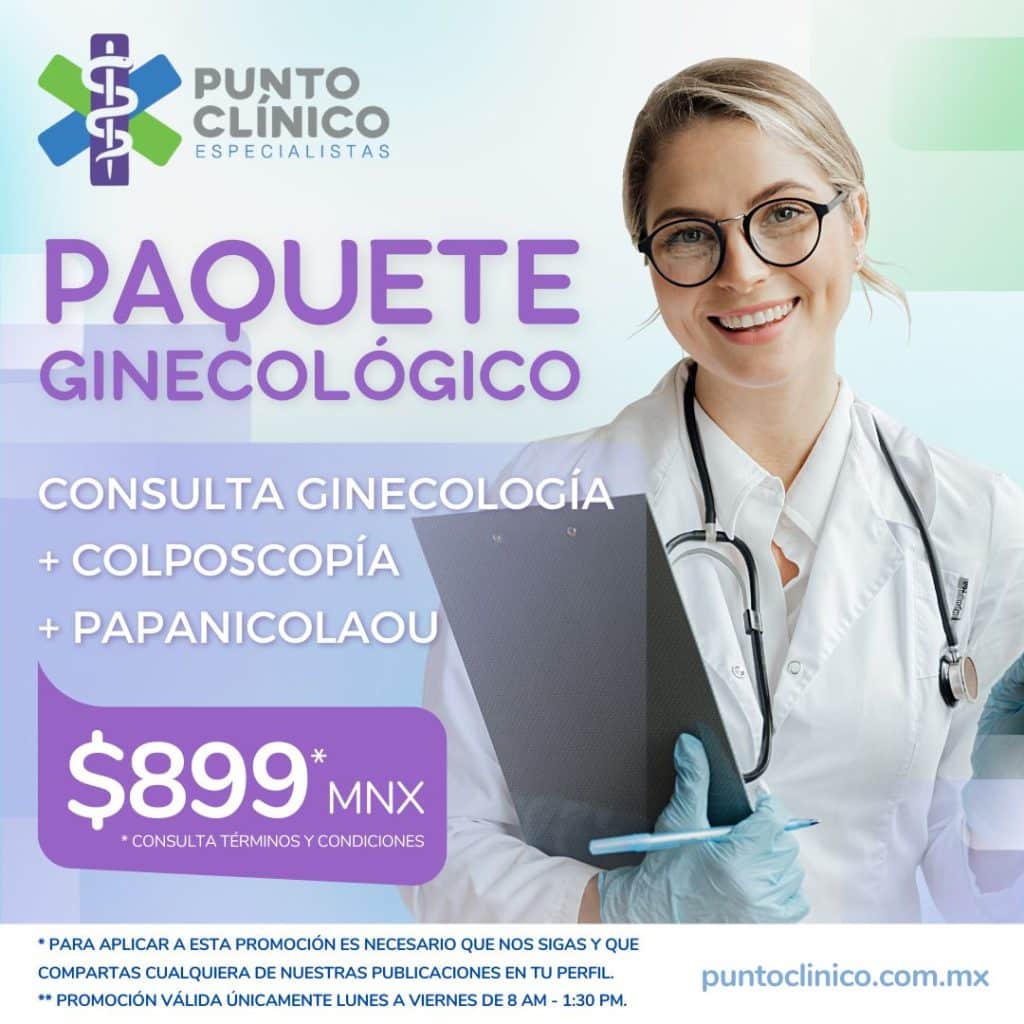 PUNTO
CLÍNICO
ESPECIALISTAS
PAQUETE
GINECOLÓGICO
CONSULTA GINECOLOGÍA
+ COLPOSCOPÍA
+ PAPANICOLAOU
$899* MNX
* CONSULTA TÉRMINOS Y CONDICIONES
* PARA APLICAR A ESTA PROMOCIÓN ES NECESARIO QUE NOS SIGAS Y QUE
COMPARTAS CUALQUIERA DE NUESTRAS PUBLICACIONES EN TU PERFIL.
** PROMOCIÓN VÁLIDA ÚNICAMENTE LUNES A VIERNES DE 8 AM - 1:30 PM.
puntoclinico.com.mx